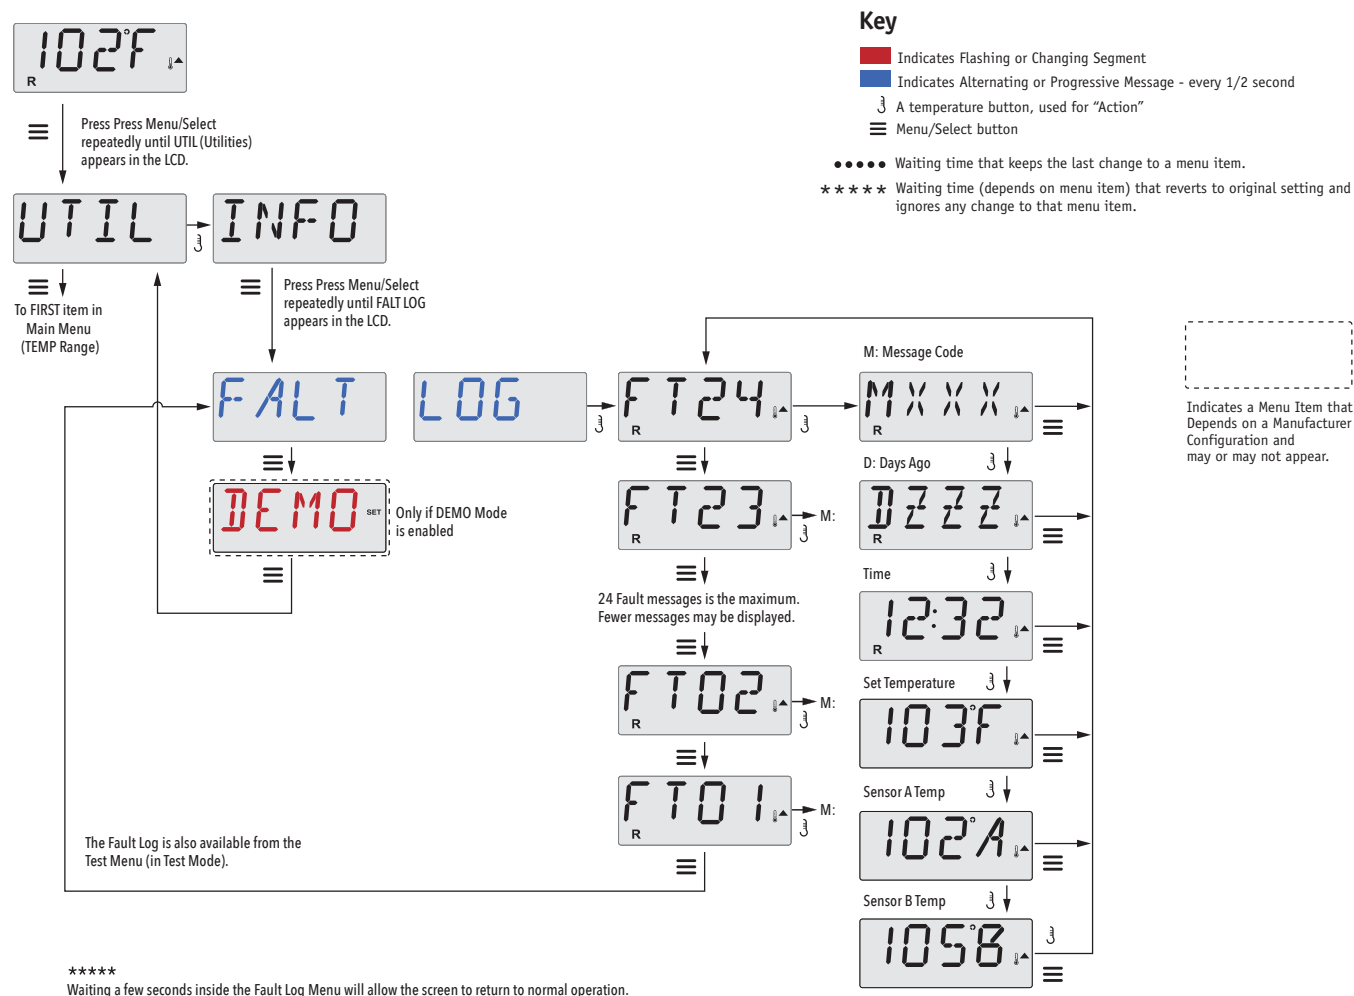 102°F
R
Key
Indicates Flashing or Changing Segment
Indicates Alternating or Progressive Message - every 1/2 second
A temperature button, used for “Action”
Menu/Select button
Waiting time that keeps the last change to a menu item.
***** Waiting time (depends on menu item) that reverts to original setting and
ignores any change to that menu item.
Press Press Menu/Select
repeatedly until UTIL (Utilities)
appears in the LCD.
UTIL
INFO
To FIRST item in
Main Menu
(TEMP Range)
Press Press Menu/Select
repeatedly until FALT LOG
appears in the LCD.
FALT
LOG
FT24
R
M: Message Code
MXXX
R
Indicates a Menu Item that
Depends on a Manufacturer
Configuration and
may or may not appear.
DEMO
SET
Only if DEMO Mode
is enabled
FT23
R
M:
D: Days Ago
DZZZ
R
24 Fault messages is the maximum.
Fewer messages may be displayed.
Time
12:32
R
FT02
R
M:
Set Temperature
103°F
FT01
R
M:
Sensor A Temp
102°A
Sensor B Temp
105°B
The Fault Log is also available from the
Test Menu (in Test Mode).
*****
Waiting a few seconds inside the Fault Log Menu will allow the screen to return to normal operation.